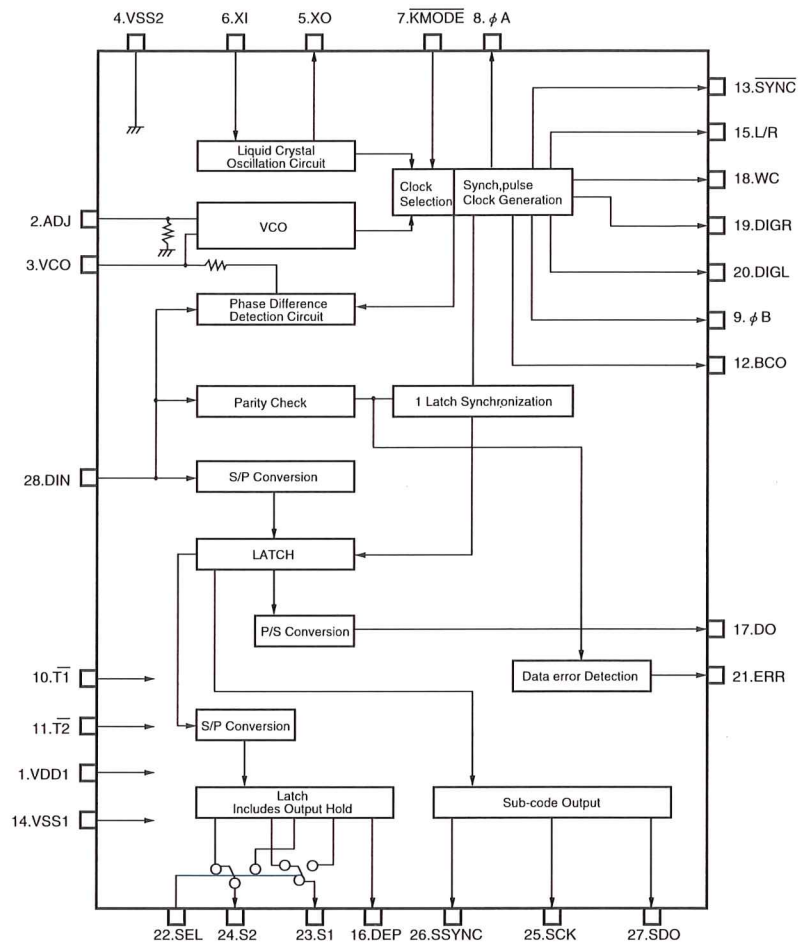 4.VSS2 6.XI 5.XO 7.KMODE 8.φA
13.SYNC
15.L/R
Liquid Crystal
Oscillation Circuit
18.WC
Clock
Selection
Synch,pulse
Clock Generation
2.ADJ
VCO
19.DIGR
3.VCO
20.DIGL
Phase Difference
Detection Circuit
9.φB
12.BCO
Parity Check
1 Latch Synchronization
28.DIN
S/P Conversion
LATCH
P/S Conversion
17.DO
10.T1
Data error Detection
21.ERR
11.T2
S/P Conversion
1.VDD1
Latch
Includes Output Hold
Sub-code Output
14.VSS1
22.SEL 24.S2 23.S1 16.DEP 26.SSYNC 25.SCK 27.SDO